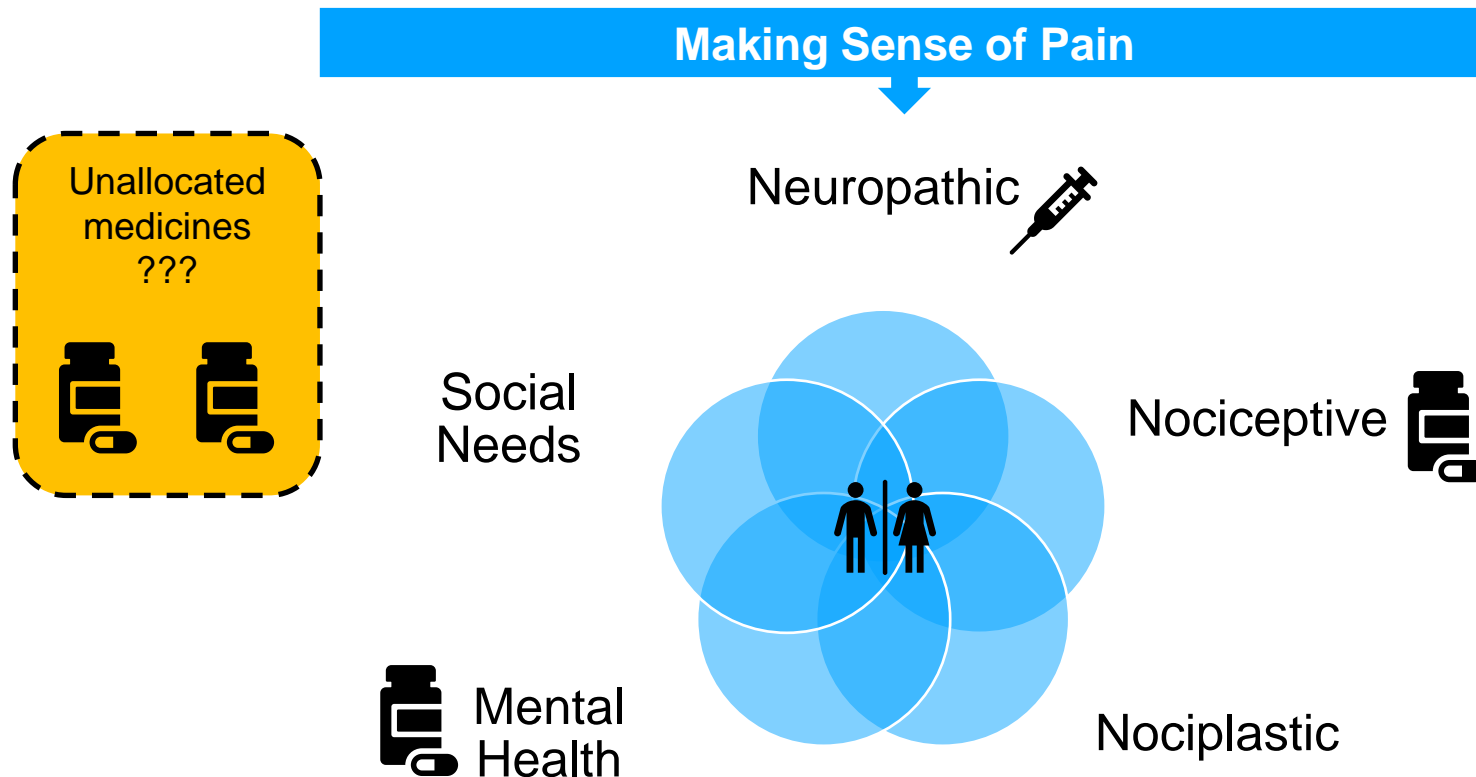 Making Sense of Pain
Unallocated
medicines
???
Neuropathic
Social
Needs
Nociceptive
Mental
Health
Nociplastic